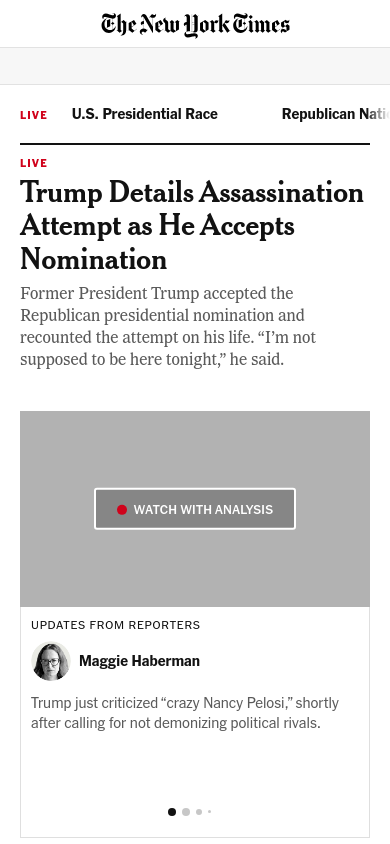 The New York Times
LIVE U.S. Presidential Race Republican Nati
LIVE
Trump Details Assassination
Attempt as He Accepts
Nomination
Former President Trump accepted the
Republican presidential nomination and
recounted the attempt on his life. “I’m not
supposed to be here tonight,” he said.
WATCH WITH ANALYSIS
UPDATES FROM REPORTERS
Maggie Haberman
Trump just criticized “crazy Nancy Pelosi,” shortly
after calling for not demonizing political rivals.